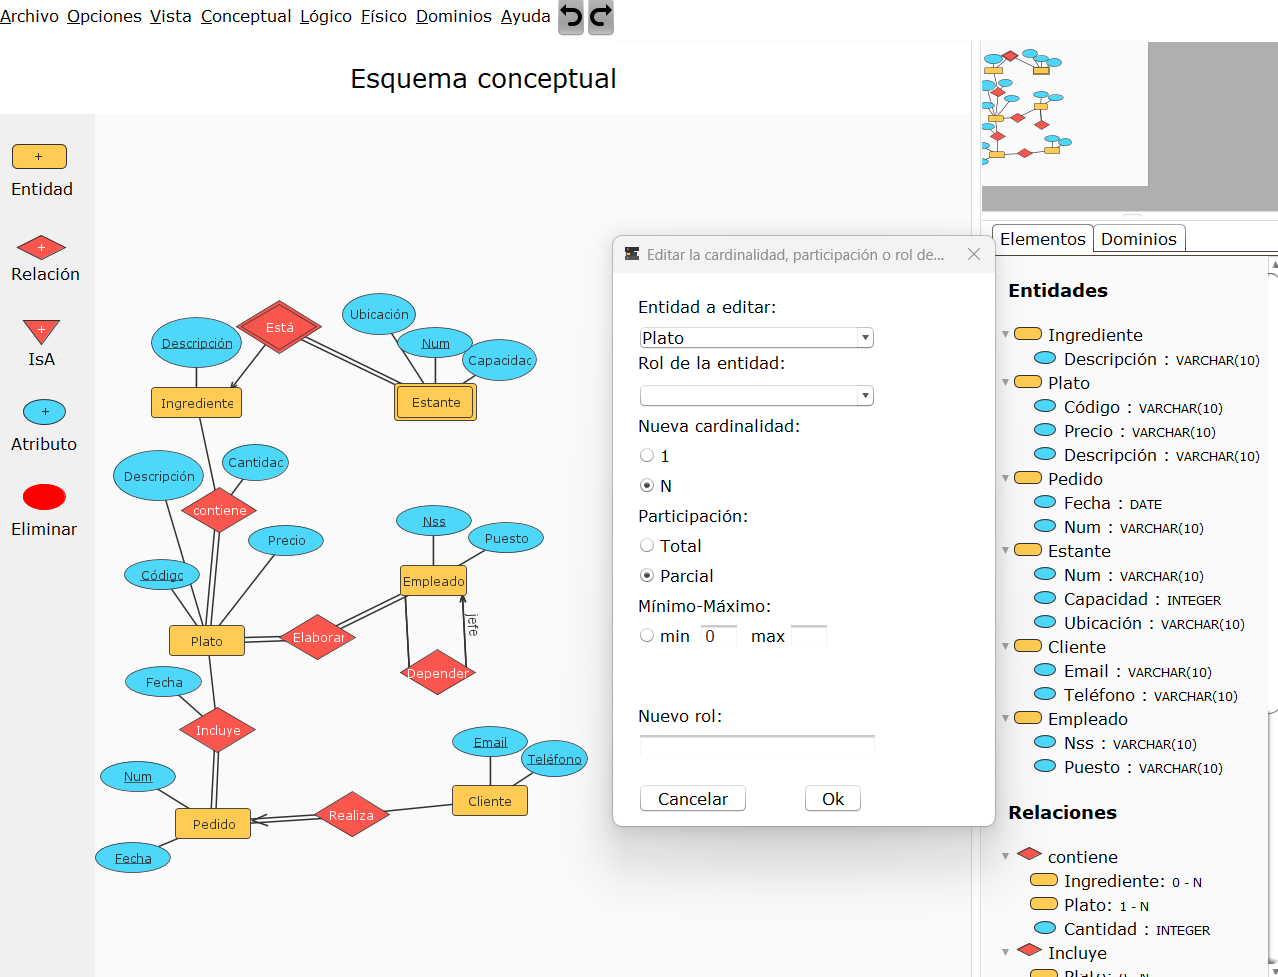 Archivo Opciones Vista Conceptual Lógico Físico Dominios Ayuda
Esquema conceptual
+
Entidad
+
Relación
+
IsA
+
Atributo
Eliminar
Descripción
Está
Ubicación
Num
Capacidad
Ingrediente
Estante
Descripción
Cantidad
contiene
Precio
Código
Plato
Elaborar
Nss
Puesto
Empleado
jefe
Depender
Fecha
Incluye
Num
Pedido
Fecha
Realiza
Email
Teléfono
Cliente
Editar la cardinalidad, participación o rol de...
Entidad a editar:
Plato
Rol de la entidad:
Nueva cardinalidad:
1
N
Participación:
Total
Parcial
Mínimo-Máximo:
min 0 max
Nuevo rol:
Cancelar Ok
Elementos Dominios
Entidades
Ingrediente
Descripción : VARCHAR(10)
Plato
Código : VARCHAR(10)
Precio : VARCHAR(10)
Descripción : VARCHAR(10)
Pedido
Fecha : DATE
Num : VARCHAR(10)
Estante
Num : VARCHAR(10)
Capacidad : INTEGER
Ubicación : VARCHAR(10)
Cliente
Email : VARCHAR(10)
Teléfono : VARCHAR(10)
Empleado
Nss : VARCHAR(10)
Puesto : VARCHAR(10)
Relaciones
contiene
Ingrediente: 0 - N
Plato: 1 - N
Cantidad : INTEGER
Incluye
Plato: 0 - N